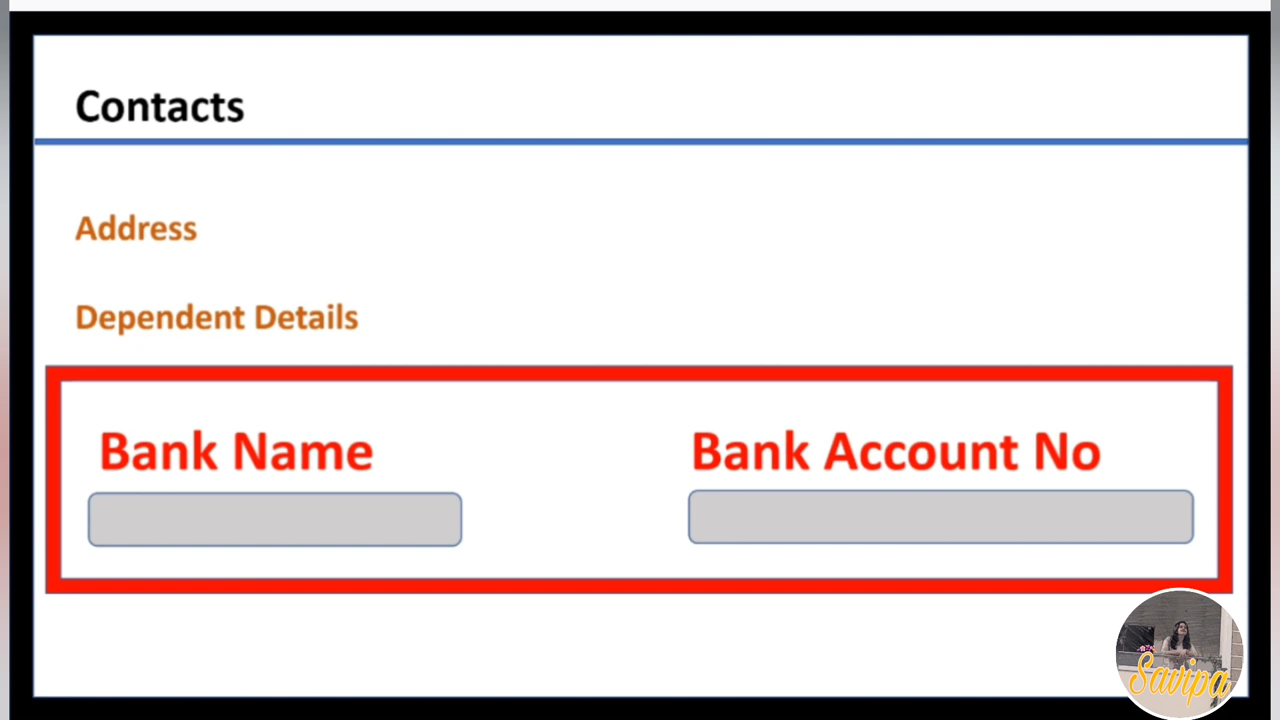 Contacts
Address
Dependent Details
Bank Name Bank Account No
Savipa